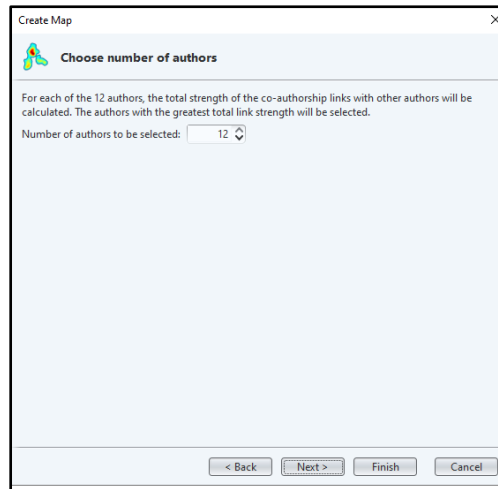 Create Map
Choose number of authors
For each of the 12 authors, the total strength of the co-authorship links with other authors will be
calculated. The authors with the greatest total link strength will be selected.
Number of authors to be selected: 12
< Back Next > Finish Cancel